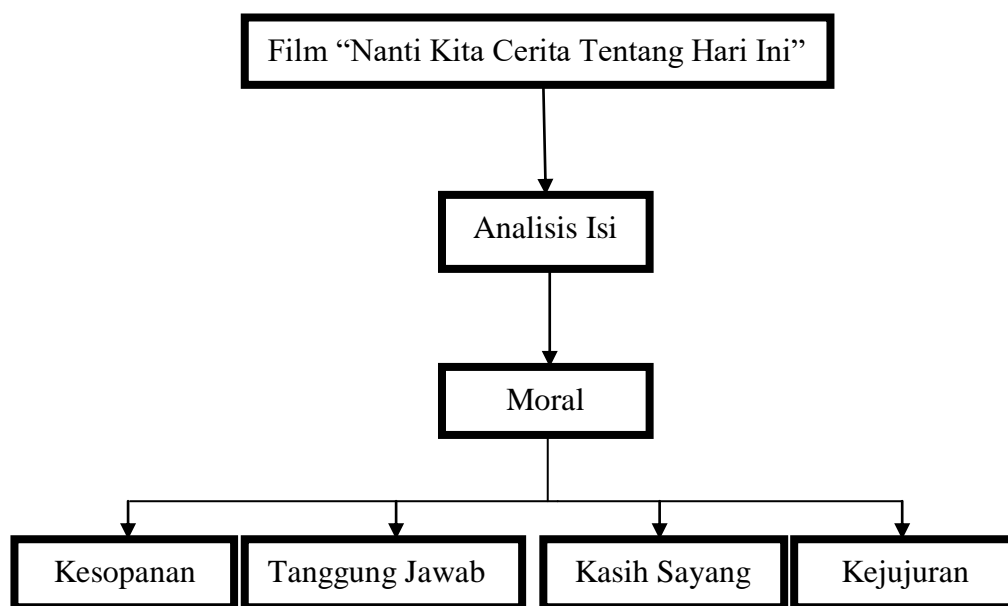 Film “Nanti Kita Cerita Tentang Hari Ini”
Analisis Isi
Moral
Kesopanan
Tanggung Jawab
Kasih Sayang
Kejujuran